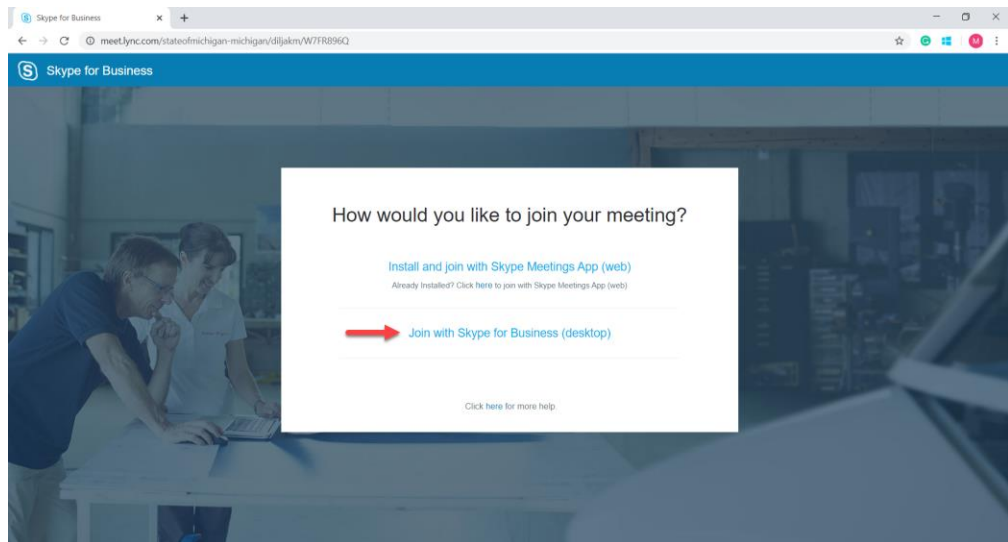 Skype for Business
meet.lync.com/stateofmichigan-michigan/diljakm/W7FR896Q
M
Skype for Business
How would you like to join your meeting?
Install and join with Skype Meetings App (web)
Already Installed? Click here to join with Skype Meetings App (web)
Join with Skype for Business (desktop)
Click here for more help